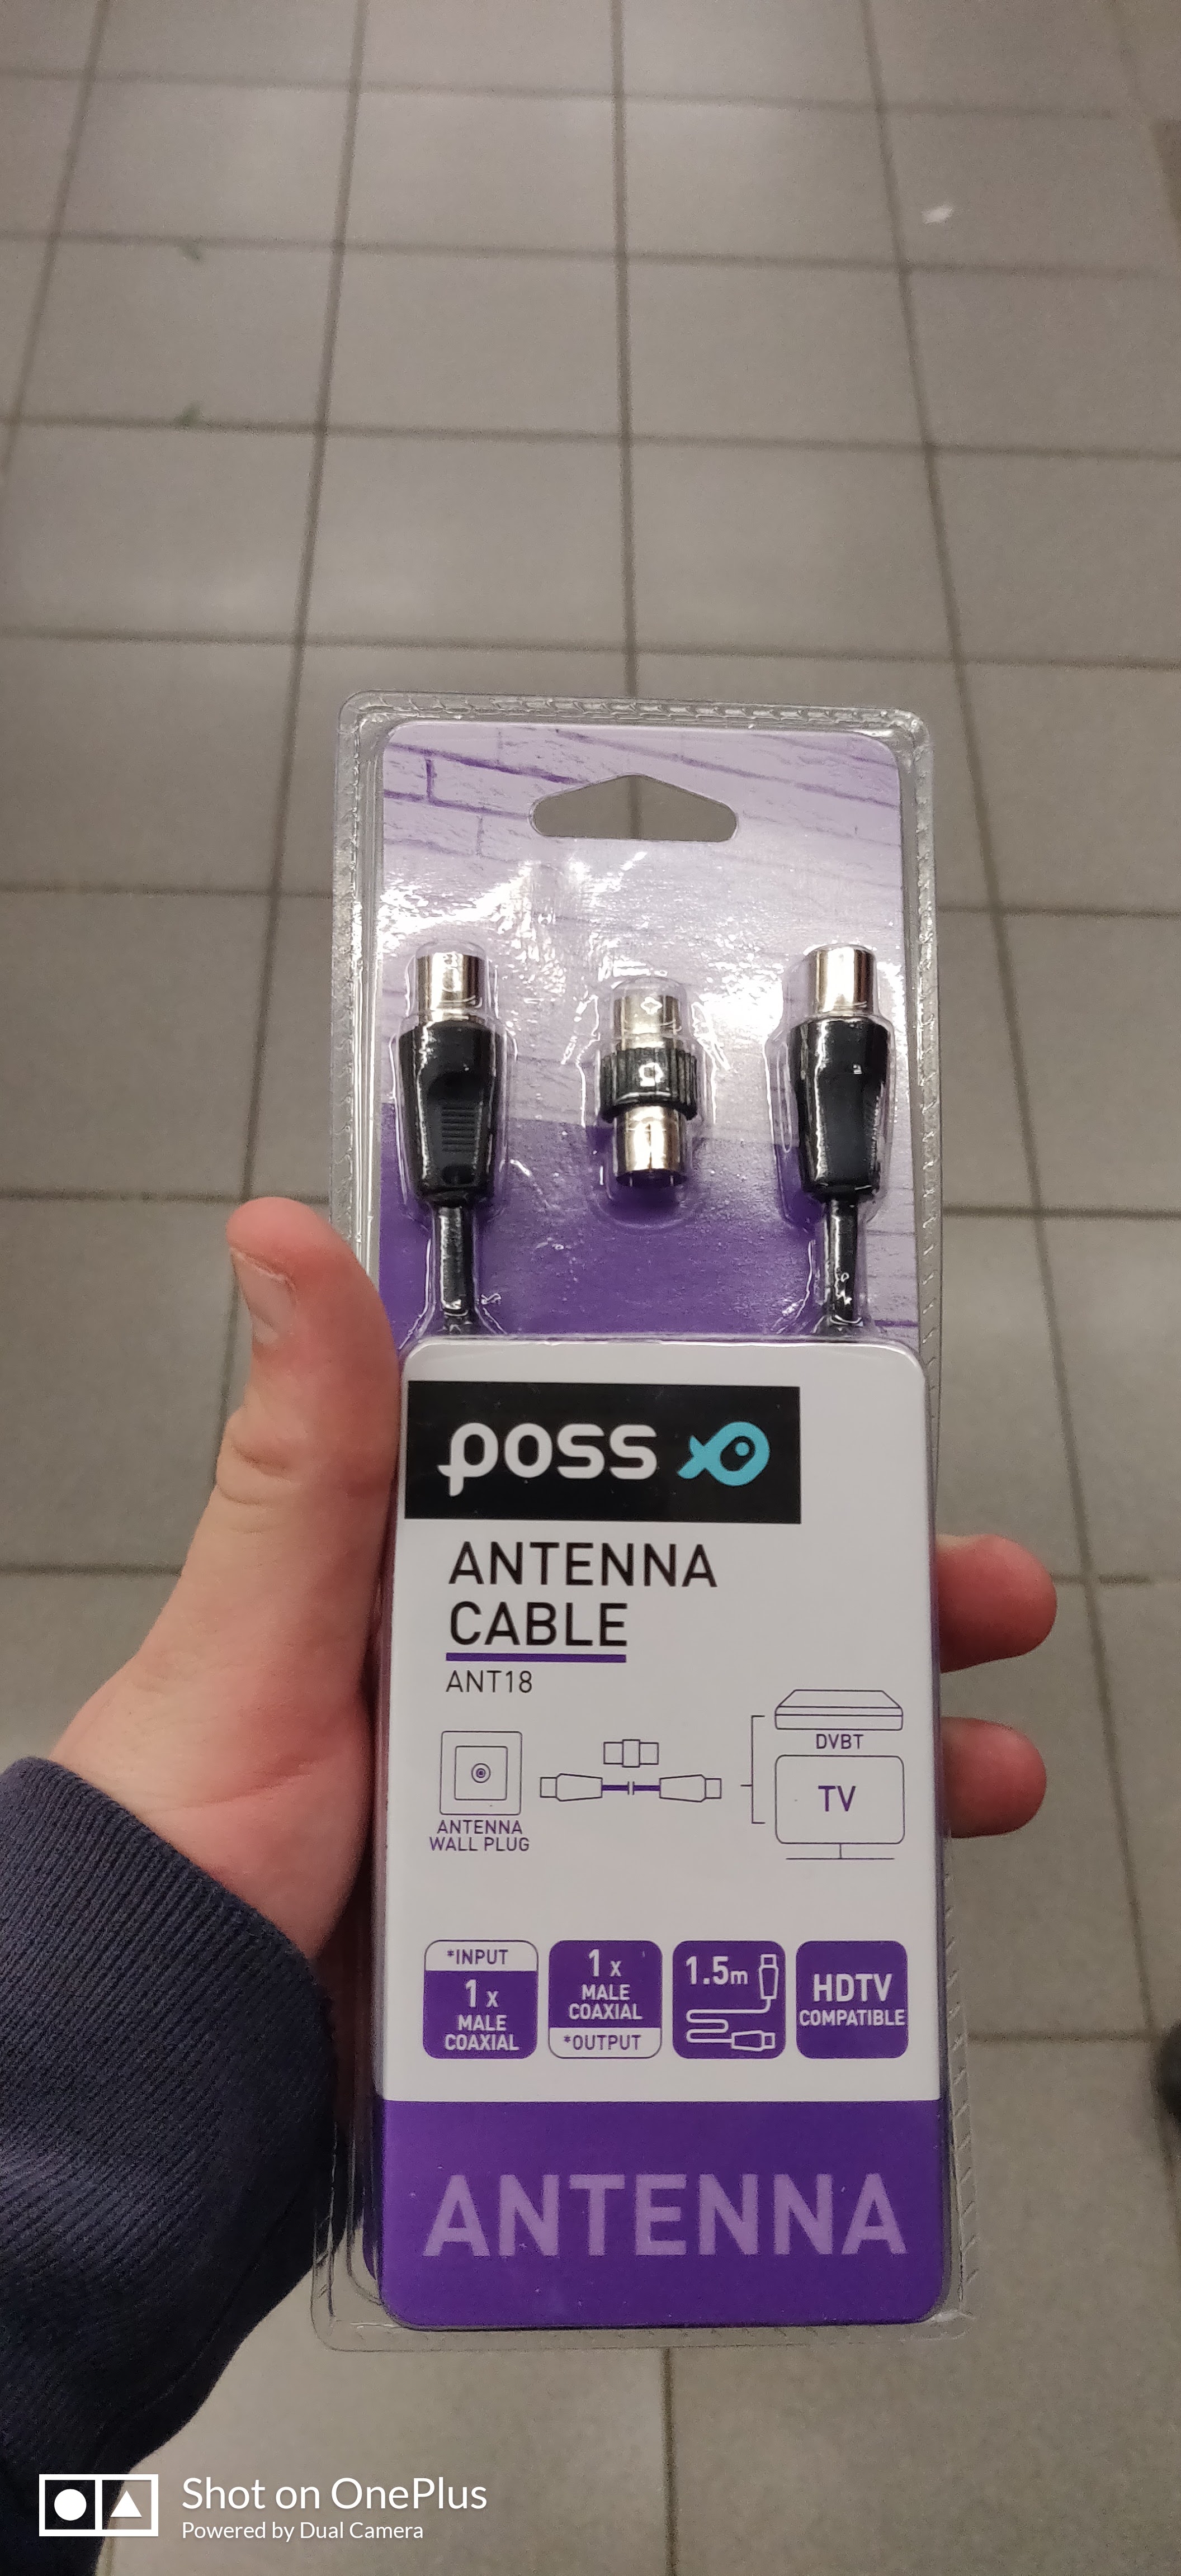 poss
ANTENNA
CABLE
ANT18
DVBT
TV
ANTENNA
WALL PLUG
*INPUT
1 x
MALE
COAXIAL
1 x
MALE
COAXIAL
*OUTPUT
1.5m
HDTV
COMPATIBLE
ANTENNA
Shot on OnePlus
Powered by Dual Camera